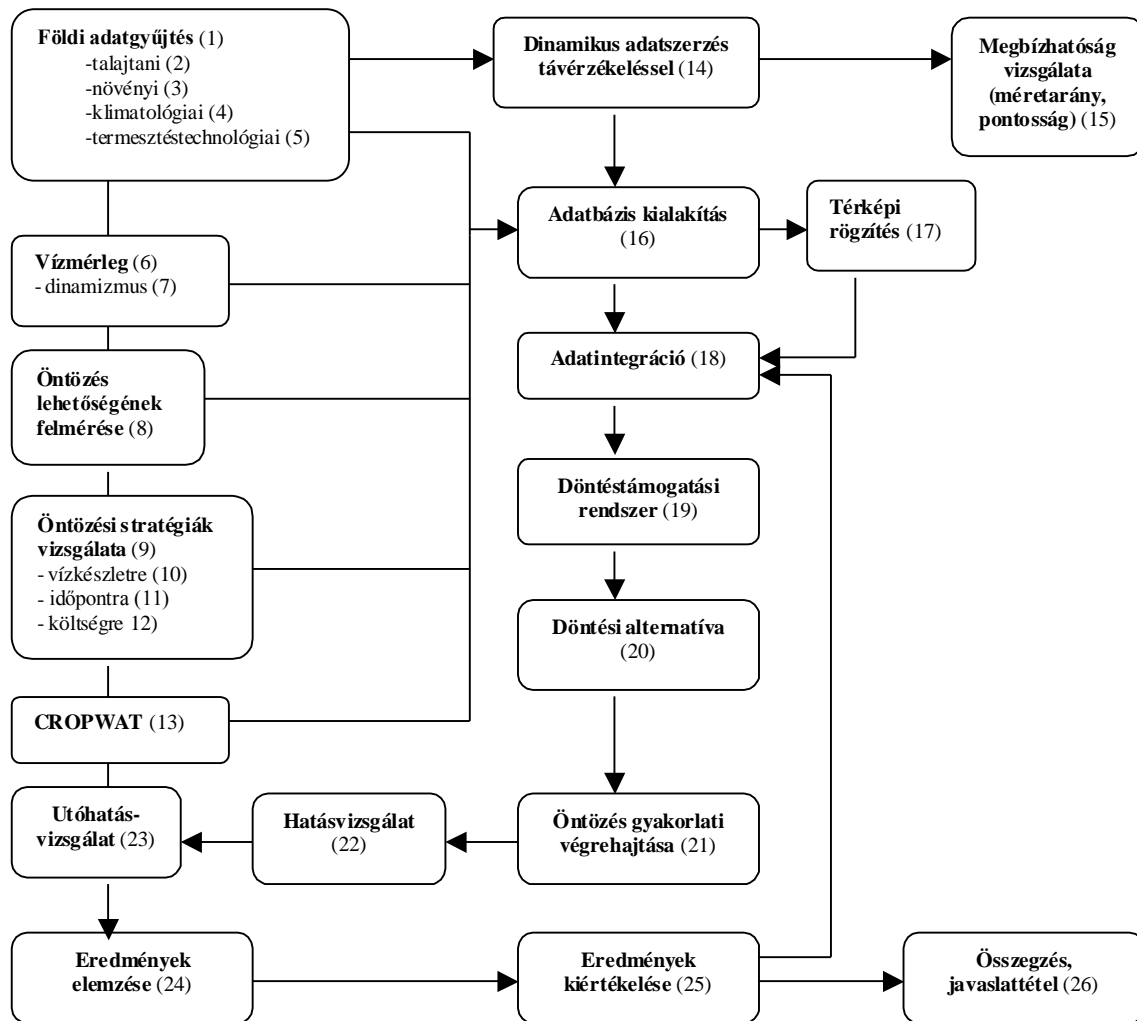 Földi adatgyűjtés (1)
-talajtani (2)
-növényi (3)
-klimatológiai (4)
-termesztéstechnológiai (5)
Dinamikus adatszerzés
távérzékeléssel (14)
Megbízhatóság
vizsgálata
(méretarány,
pontosság) (15)
Adatbázis kialakítás
(16)
Térképi
rögzítés (17)
Vízmérleg (6)
- dinamizmus (7)
Adatintegráció (18)
Öntözés
lehetőségének
felmérése (8)
Döntéstámogatási
rendszer (19)
Öntözési stratégiák
vizsgálata (9)
- vízkészletre (10)
- időpontra (11)
- költségre 12)
Döntési alternatíva
(20)
CROPWAT (13)
Utóhatás-
vizsgálat (23)
Hatásvizsgálat
(22)
Öntözés gyakorlati
végrehajtása (21)
Eredmények
elemzése (24)
Eredmények
kiértékelése (25)
Összegzés,
javaslattétel (26)